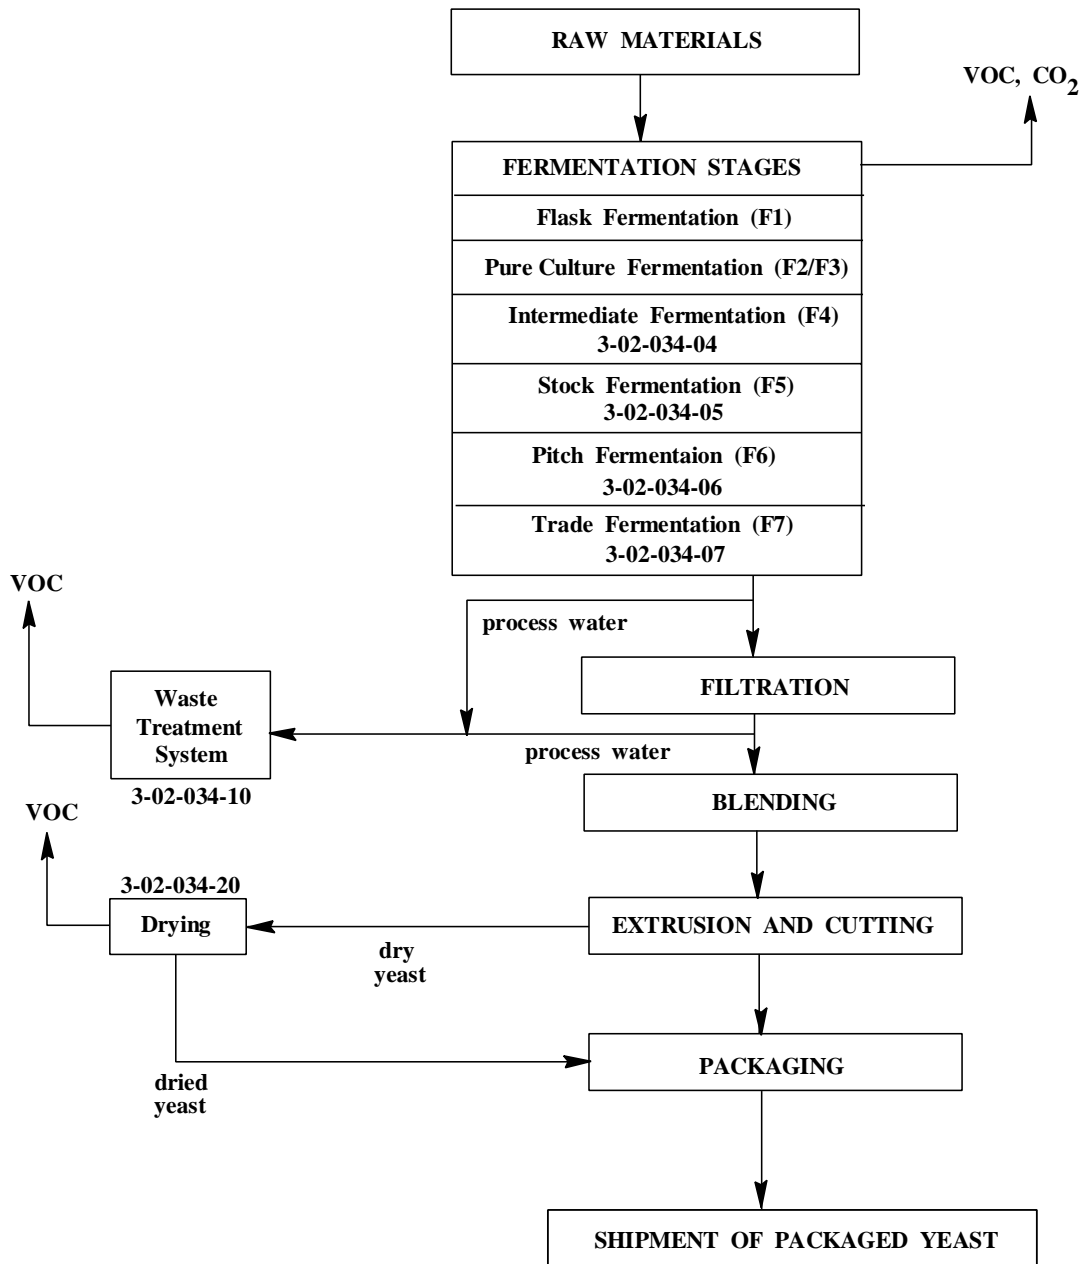 RAW MATERIALS
VOC, CO2
FERMENTATION STAGES
Flask Fermentation (F1)
Pure Culture Fermentation (F2/F3)
Intermediate Fermentation (F4)
3-02-034-04
Stock Fermentation (F5)
3-02-034-05
Pitch Fermentaion (F6)
3-02-034-06
Trade Fermentation (F7)
3-02-034-07
VOC
process water
FILTRATION
Waste
Treatment
System
process water
3-02-034-10
BLENDING
VOC
3-02-034-20
Drying
EXTRUSION AND CUTTING
dry
yeast
PACKAGING
dried
yeast
SHIPMENT OF PACKAGED YEAST